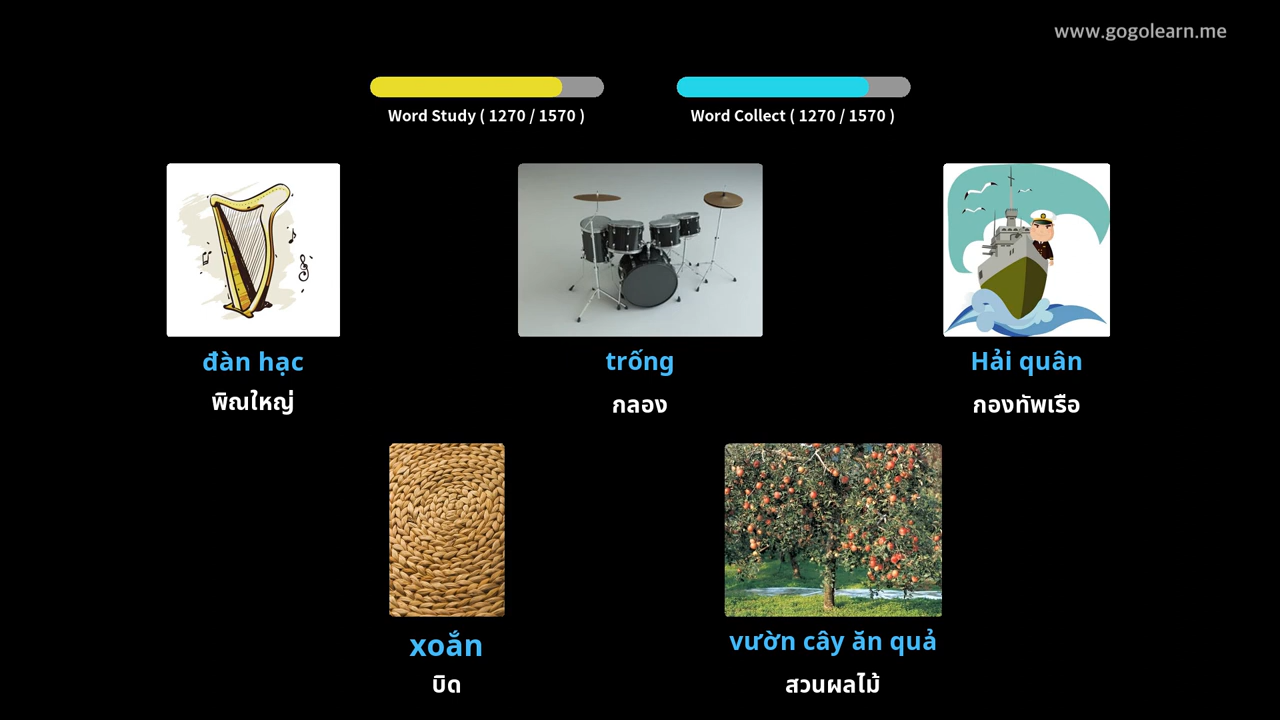 www.gogolearn.me
Word Study ( 1270 / 1570 )
Word Collect ( 1270 / 1570 )
đàn hạc
พิณใหญ่
trống
กลอง
Hải quân
กองทัพเรือ
xoắn
บิด
vườn cây ăn quả
สวนผลไม้